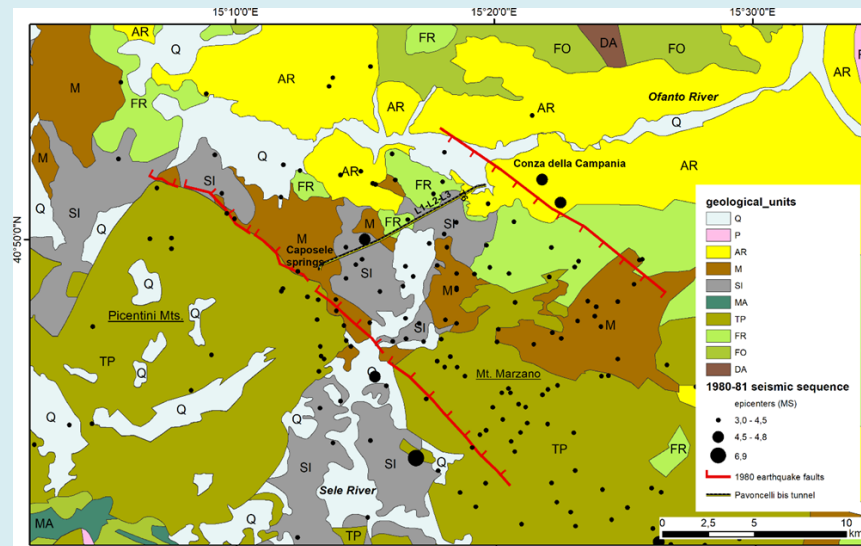 15°10'0"E
15°20'0"E
15°30'0"E
40°50'0"N
AR
Q
AR
FR
FO
DA
FO
AR
M
FR
AR
AR
Ofanto River
Q
M
SI
Q
AR
FR
Conza della Campania
AR
SI
FR
L1-L2-L3
M
FR
SI
Q
M
Caposele
springs
SI
M
Picentini Mts.
Q
M
SI
TP
Q
Q
Mt. Marzano
Q
Q
Q
SI
SI
Q
TP
FR
Sele River
MA
TP
geological_units
Q
P
AR
M
SI
MA
TP
FR
FO
DA
1980-81 seismic sequence
epicenters (MS)
3,0 - 4,5
4,5 - 4,8
6,9
1980 earthquake faults
Pavoncelli bis tunnel
0 2,5 5 10
km